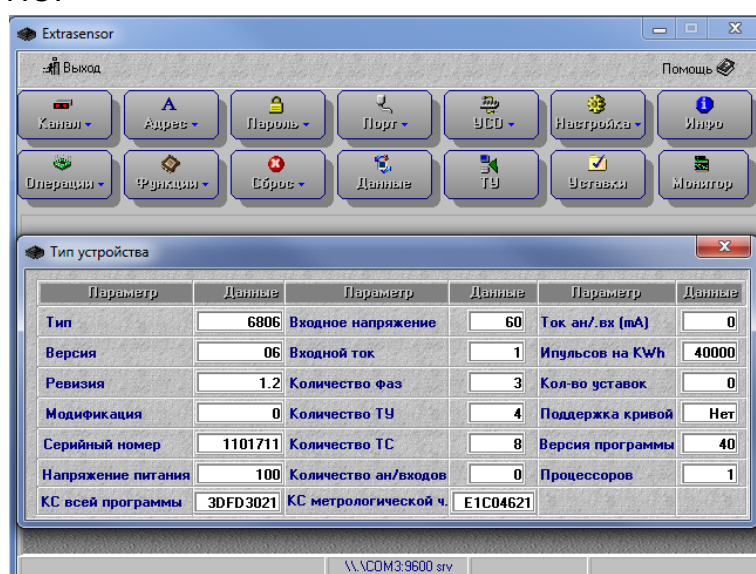 Extrasensor
Выход Помощь
Канал Адрес Пароль Порт УСО Настройка Инфо
Операции Функции Сброс Данные ТУ Уставки Монитор
Тип устройства
Параметр Данные Параметр Данные Параметр Данные
Тип 6806 Входное напряжение 60 Ток ан/.вх (mA) 0
Версия 06 Входной ток 1 Ипульсов на KWh 40000
Ревизия 1.2 Количество фаз 3 Кол-во уставок 0
Модификация 0 Количество ТУ 4 Поддержка кривой Нет
Серийный номер 1101711 Количество ТС 8 Версия программы 40
Напряжение питания 100 Количество ан/входов 0 Процессоров 1
КС всей программы 3DFD3021 КС метрологической ч. E1C04621
\\.\COM3:9600 srv